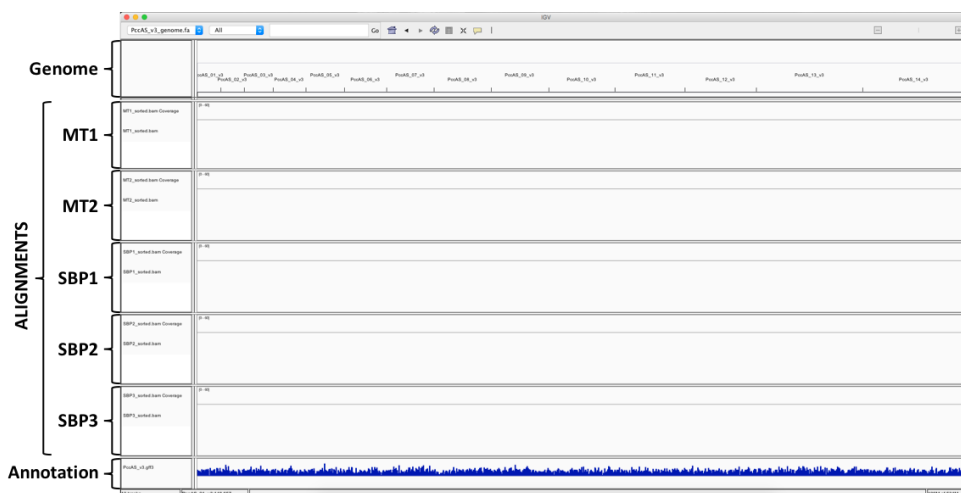 IGV
PccAS_v3_genome.fa All Go
Genome
PccAS_02_v3 PccAS_03_v3 PccAS_04_v3 PccAS_05_v3 PccAS_06_v3 PccAS_07_v3 PccAS_08_v3 PccAS_09_v3 PccAS_10_v3 PccAS_11_v3 PccAS_12_v3 PccAS_13_v3 PccAS_14_v3
ALIGNMENTS
MT1
MT1_sorted.bam Coverage
MT1_sorted.bam
MT2
MT2_sorted.bam Coverage
MT2_sorted.bam
SBP1
SBP1_sorted.bam Coverage
SBP1_sorted.bam
SBP2
SBP2_sorted.bam Coverage
SBP2_sorted.bam
SBP3
SBP3_sorted.bam Coverage
SBP3_sorted.bam
Annotation
PccAS_v3.gff3